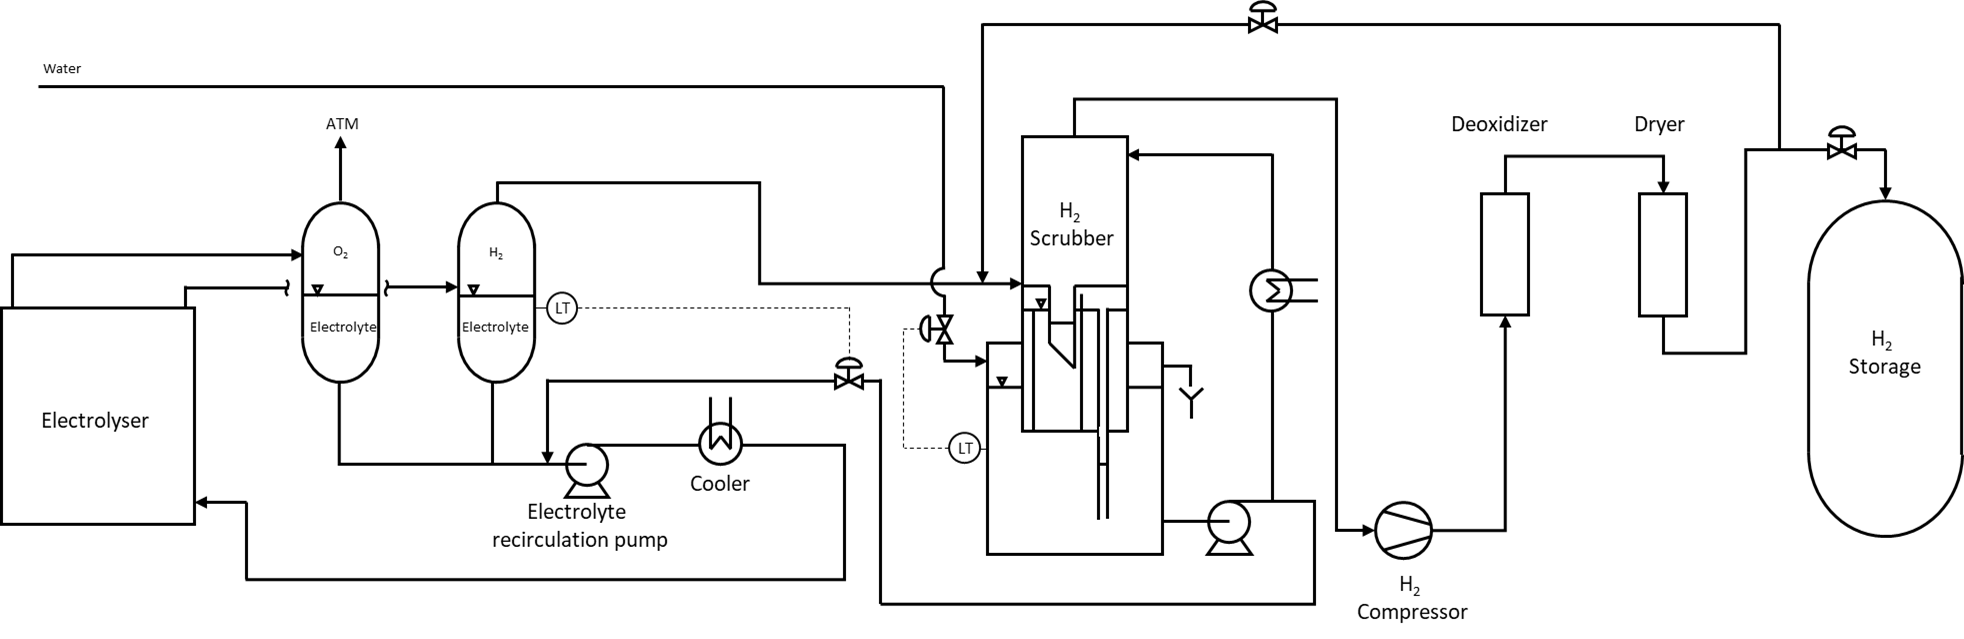 Water
ATM
Deoxidizer
Dryer
H₂
Scrubber
O₂
H₂
LT
Electrolyte
Electrolyte
H₂
Storage
Electrolyser
LT
Cooler
Electrolyte
recirculation pump
H₂
Compressor